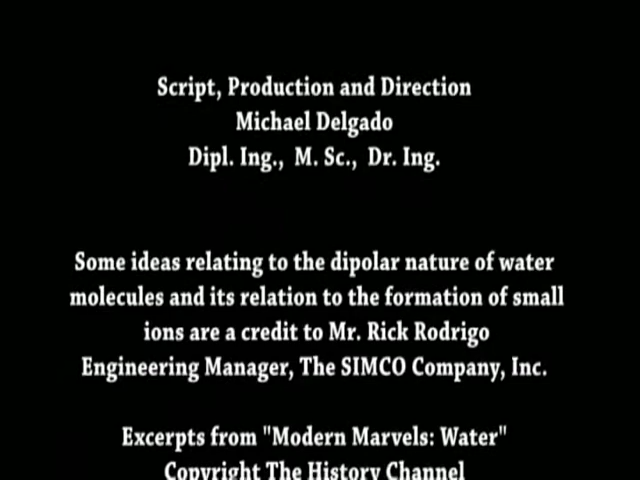 Script, Production and Direction
Michael Delgado
Dipl. Ing., M. Sc., Dr. Ing.
Some ideas relating to the dipolar nature of water
molecules and its relation to the formation of small
ions are a credit to Mr. Rick Rodrigo
Engineering Manager, The SIMCO Company, Inc.
Excerpts from "Modern Marvels: Water"
Copyright The History Channel